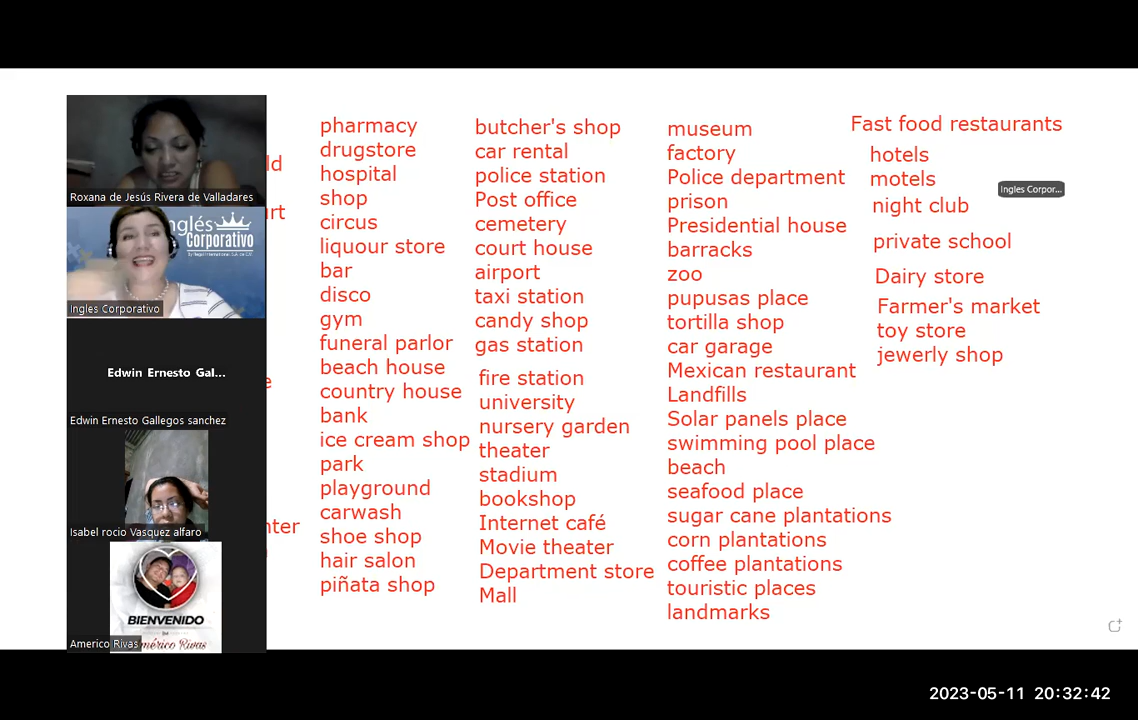 Roxana de Jesús Rivera de Valladares
Inglés
Corporativo
Ingles Corporativo
Edwin Ernesto Gal...
Edwin Ernesto Gallegos sanchez
Isabel rocio Vasquez alfaro
BIENVENIDO
Américo Rivas
Americo Rivas
pharmacy
drugstore
hospital
shop
circus
liquour store
bar
disco
gym
funeral parlor
beach house
country house
bank
ice cream shop
park
playground
carwash
shoe shop
hair salon
piñata shop
butcher's shop
car rental
police station
Post office
cemetery
court house
airport
taxi station
candy shop
gas station
fire station
university
nursery garden
theater
stadium
bookshop
Internet café
Movie theater
Department store
Mall
museum
factory
Police department
prison
Presidential house
barracks
zoo
pupusas place
tortilla shop
car garage
Mexican restaurant
Landfills
Solar panels place
swimming pool place
beach
seafood place
sugar cane plantations
corn plantations
coffee plantations
touristic places
landmarks
Fast food restaurants
hotels
motels
night club
private school
Dairy store
Farmer's market
toy store
jewerly shop
Ingles Corpor...
2023-05-11 20:32:42